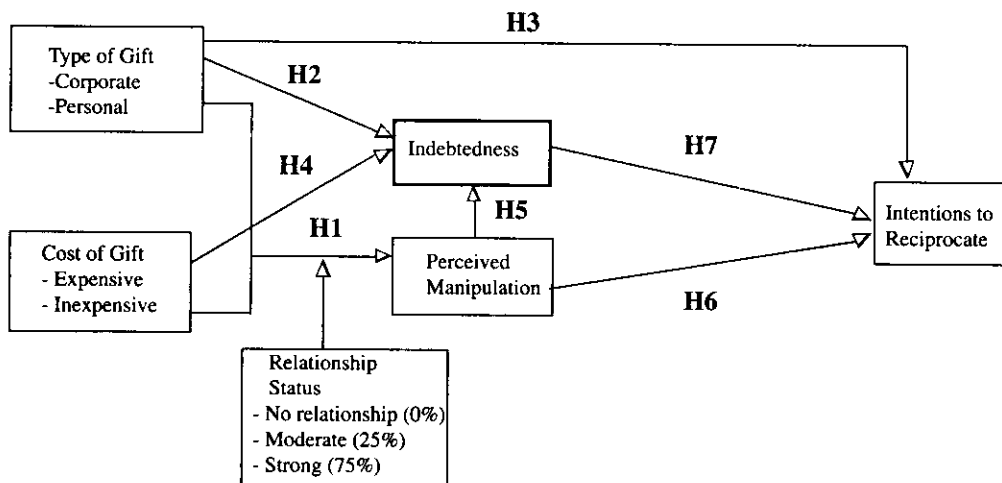 H3
Type of Gift
-Corporate
-Personal
H2
Indebtedness
H7
H4
H5
Intentions to
Reciprocate
H1
Cost of Gift
- Expensive
- Inexpensive
Perceived
Manipulation
H6
Relationship
Status
- No relationship (0%)
- Moderate (25%)
- Strong (75%)